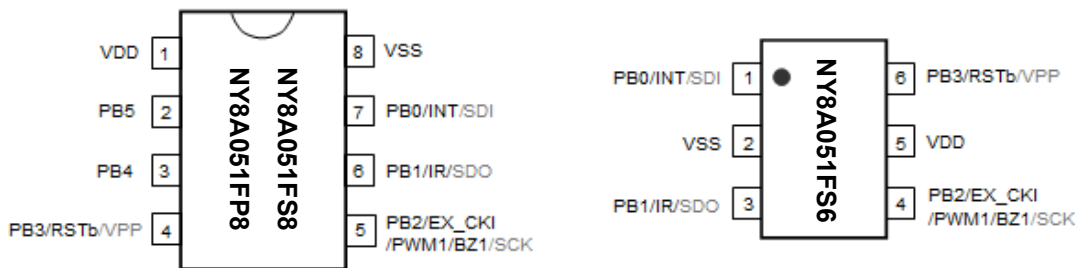 VDD 1
8 VSS
PB5 2
7 PB0/INT/SDI
PB4 3
6 PB1/IR/SDO
PB3/RSTb/VPP 4
5 PB2/EX_CKI
/PWM1/BZ1/SCK
NY8A051FP8
NY8A051FS8
PB0/INT/SDI 1
6 PB3/RSTb/VPP
VSS 2
5 VDD
PB1/IR/SDO 3
4 PB2/EX_CKI
/PWM1/BZ1/SCK
NY8A051FS6